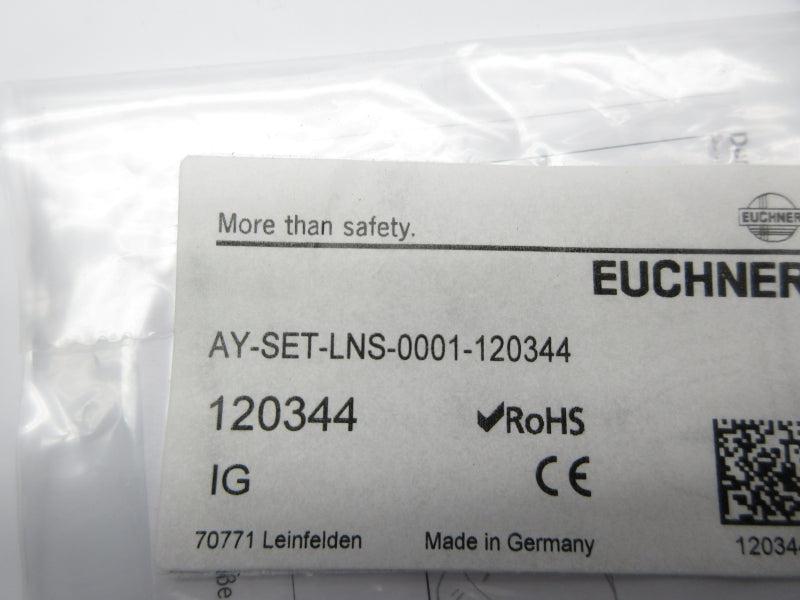 More than safety.
EUCHNER
EUCHNER
AY-SET-LNS-0001-120344
120344
RoHS
IG
CE
70771 Leinfelden
Made in Germany
120344